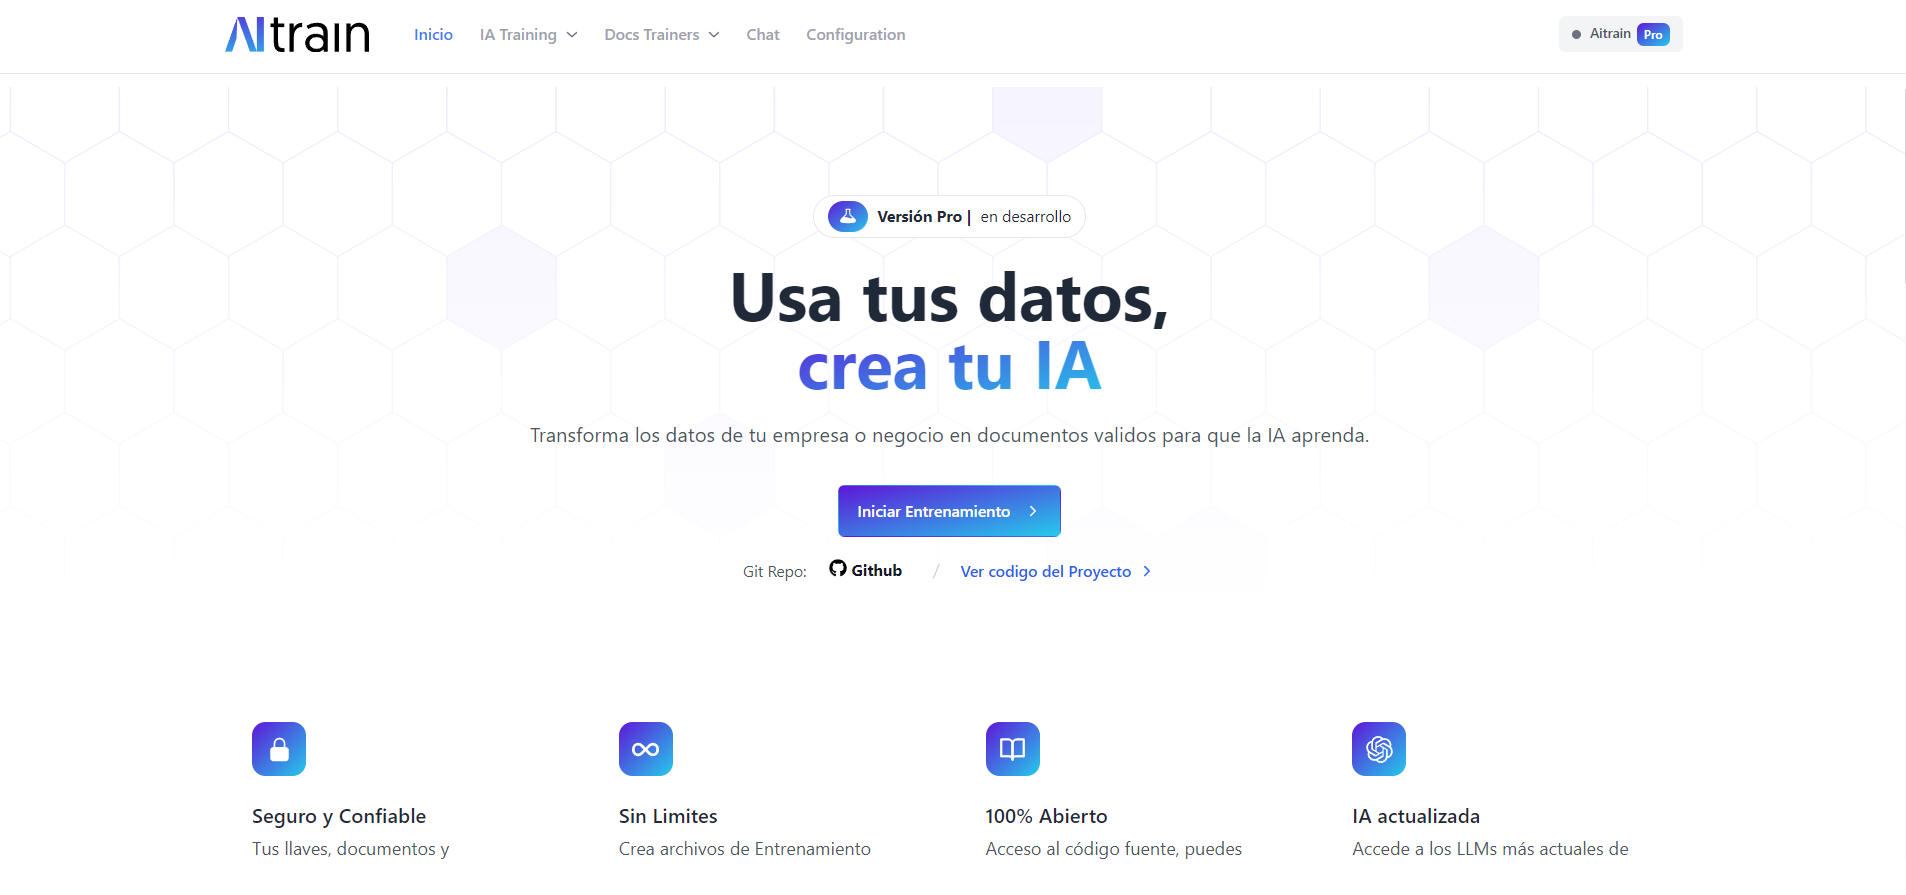 AItrain
Inicio
IA Training
Docs Trainers
Chat
Configuration
Aitrain Pro
Versión Pro | en desarrollo
Usa tus datos,
crea tu IA
Transforma los datos de tu empresa o negocio en documentos validos para que la IA aprenda.
Iniciar Entrenamiento
Git Repo: Github / Ver codigo del Proyecto
Seguro y Confiable
Tus llaves, documentos y
Sin Limites
Crea archivos de Entrenamiento
100% Abierto
Acceso al código fuente, puedes
IA actualizada
Accede a los LLMs más actuales de